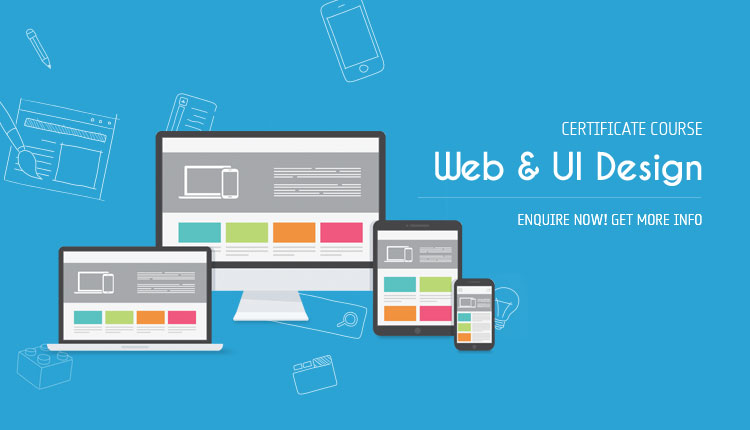 CERTIFICATE COURSE
Web & UI Design
ENQUIRE NOW! GET MORE INFO